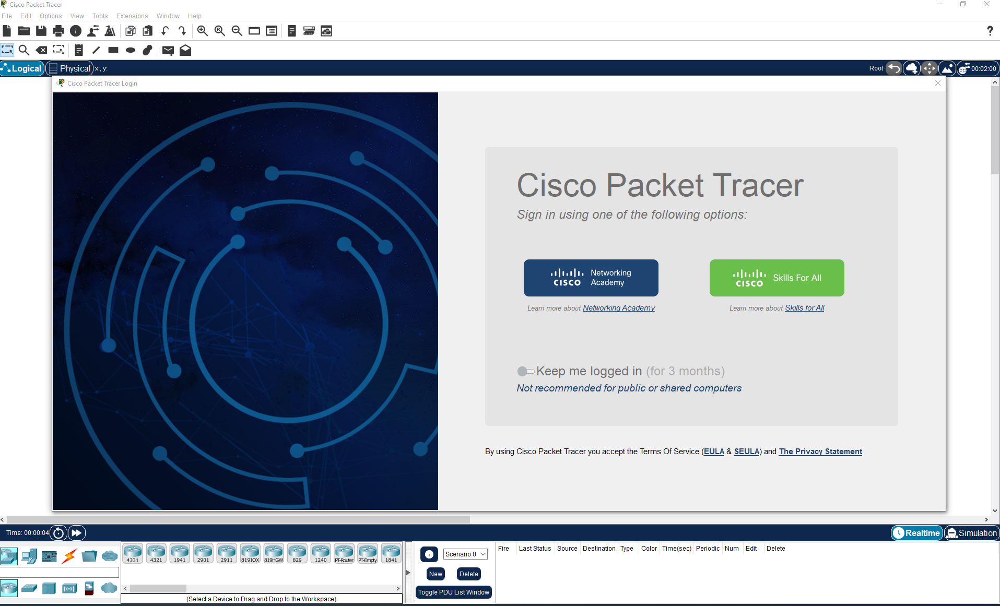 Cisco Packet Tracer
File Edit Options View Tools Extensions Window Help
?
Logical Physical x:, y: Root 00:02:00
Cisco Packet Tracer Login
Cisco Packet Tracer
Sign in using one of the following options:
CISCO Networking Academy
CISCO Skills For All
Learn more about Networking Academy
Learn more about Skills for All
Keep me logged in (for 3 months)
Not recommended for public or shared computers
By using Cisco Packet Tracer you accept the Terms Of Service (EULA & SEULA) and The Privacy Statement
Time: 00:00:04 Realtime Simulation
4331 4321 1941 2901 2911 819IOX 819HGW 829 1240 PT-Router PT-Empty 1841
(Select a Device to Drag and Drop to the Workspace)
Scenario 0
New Delete
Toggle PDU List Window
Fire Last Status Source Destination Type Color Time(sec) Periodic Num Edit Delete